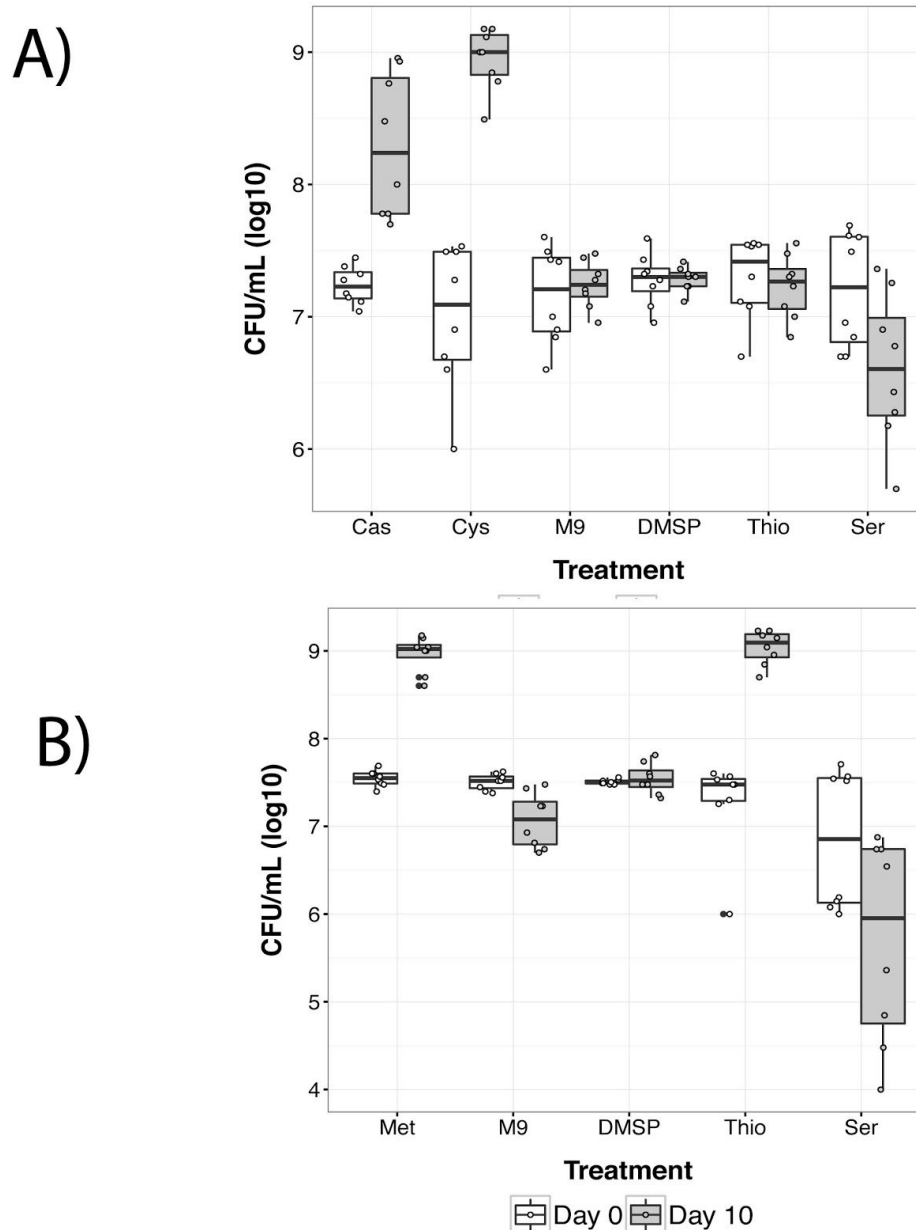 A)
CFU/mL (log10)
9
8
7
6
Cas Cys M9 DMSP Thio Ser
Treatment
B)
CFU/mL (log10)
9
8
7
6
5
4
Met M9 DMSP Thio Ser
Treatment
Day 0 Day 10